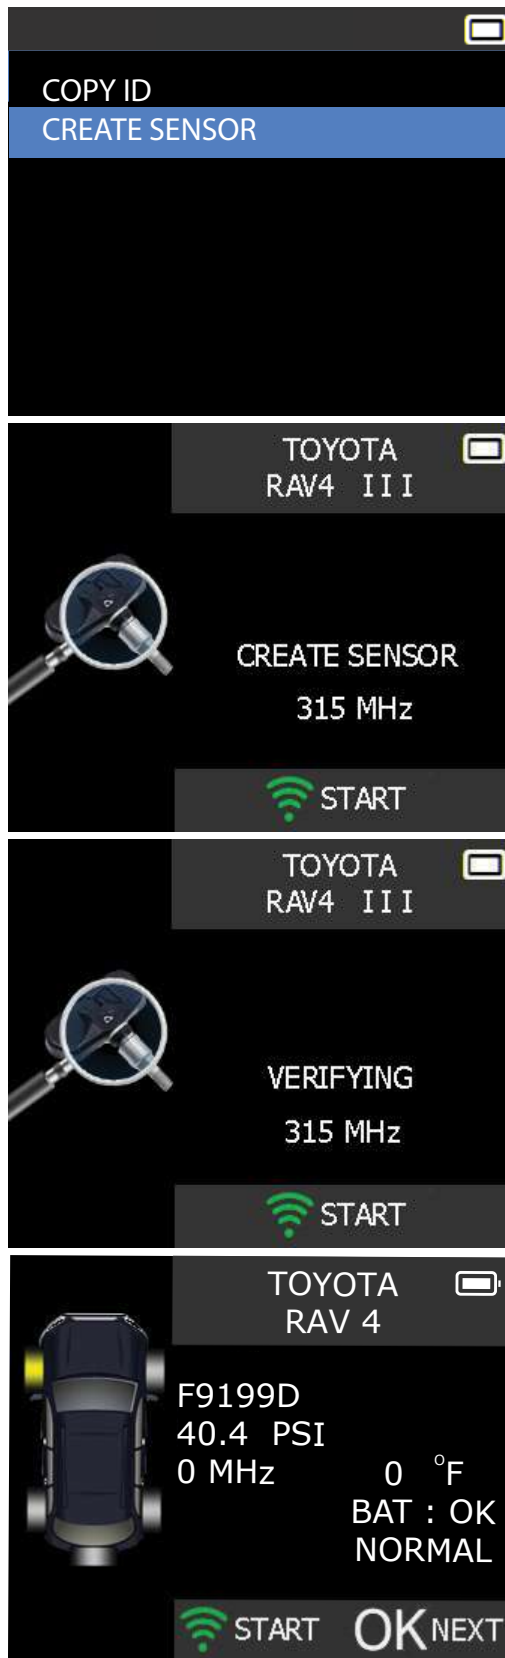 COPY ID
CREATE SENSOR
TOYOTA
RAV4 III
CREATE SENSOR
315 MHz
START
TOYOTA
RAV4 III
VERIFYING
315 MHz
START
TOYOTA
RAV 4
F9199D
40.4 PSI
0 MHz 0 °F
BAT : OK
NORMAL
START OK NEXT